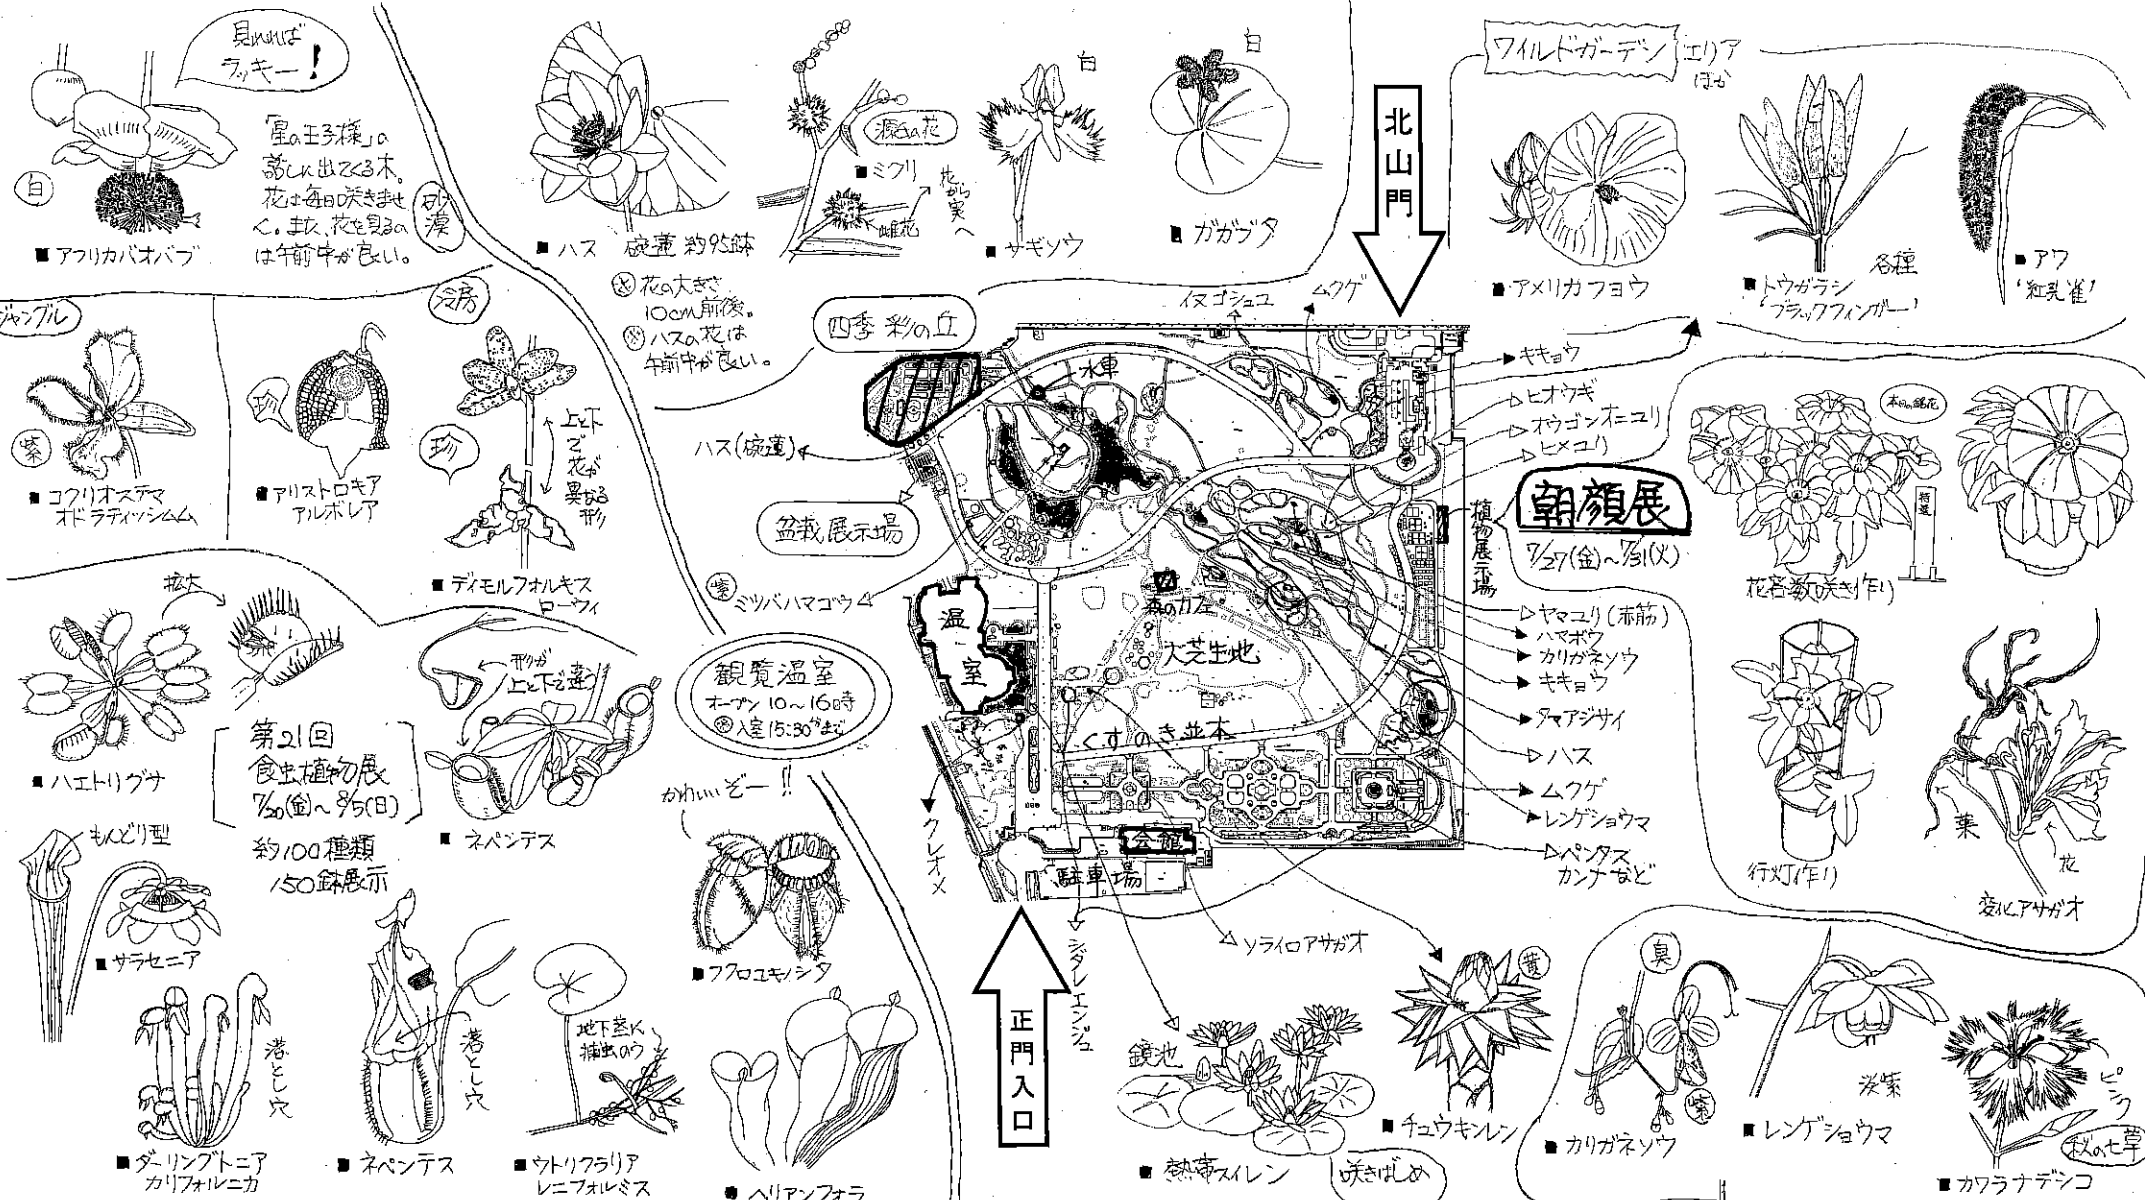 見れれば
ラッキー!
「星の王子様」の
話しに出てくる木。
花は毎日咲きませ
ん。また、花を見るの
は午前中が良い。
砂漠
白
■アフリカバオバブ
ジャングル
紫
■コクリオステマ
オドラティッシムム
珍
■アリストロキア
アルボレア
冷房
珍
上と下
で
花が
異なる
形
■ディモルフォルキス
ローウィ
■ハス 碗蓮 約95鉢
※花の大きさ
10cm前後。
※ハスの花は
午前中が良い。
源氏の花
■ミクリ
雌花
花から実へ
白
■サギソウ
白
■ガガブタ
四季 彩の丘
北山門
ワイルドガーデン エリア
ほか
■アメリカフヨウ
各種
■トウガラシ
'ブラックフィンガー'
■アワ
'紅孔雀'
イヌゴシュユ
ムクゲ
水車
キキョウ
ヒオウギ
オウゴンオニユリ
ヒメユリ
ハス(碗蓮)
盆栽展示場
紫
ミツバハマゴウ
温室
森のカフェ
大芝生地
くすのき並木
会館
駐車場
植物展示場
朝顔展
7/27(金)~7/31(火)
本日の銘花
特選
花容数咲き作り
行灯作り
葉
花
変化アサガオ
ヤマユリ(赤筋)
ハマボウ
カリガネソウ
キキョウ
タマアジサイ
ハス
ムクゲ
レンゲショウマ
ペンタス
カンナなど
観覧温室
オープン 10~16時
※入室15:30分まで
クレオメ
拡大
■ハエトリグサ
第21回
食虫植物展
7/20(金)~8/5(日)
約100種類
150鉢展示
形が
上と下で違う
■ネペンテス
もんどり型
■サラセニア
落とし穴
■ダーリングトニア
カリフォルニカ
落とし穴
■ネペンテス
地下茎に
捕虫のう
■ウトリクラリア
レニフォルミス
かわいいぞー!!
■フクロユキノシタ
■ヘリアンフォラ
正門入口
シダレエンジュ
ソライロアサガオ
鏡池
■熱帯スイレン
咲きはじめ
黄
■チュウキンレン
臭
紫
■カリガネソウ
淡紫
■レンゲショウマ
ピンク
秋の七草
■カワラナデシコ